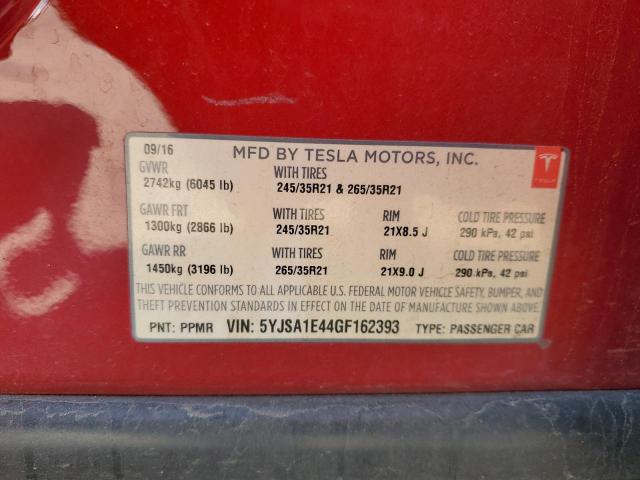 09/16 MFD BY TESLA MOTORS, INC.
GVWR WITH TIRES
2742kg (6045 lb) 245/35R21 & 265/35R21
GAWR FRT WITH TIRES RIM COLD TIRE PRESSURE
1300kg (2866 lb) 245/35R21 21X8.5 J 290 kPa, 42 psi
GAWR RR WITH TIRES RIM COLD TIRE PRESSURE
1450kg (3196 lb) 265/35R21 21X9.0 J 290 kPa, 42 psi
THIS VEHICLE CONFORMS TO ALL APPLICABLE U.S. FEDERAL MOTOR VEHICLE SAFETY, BUMPER, AND
THEFT PREVENTION STANDARDS IN EFFECT ON THE DATE OF MANUFACTURE SHOWN ABOVE.
PNT: PPMR VIN: 5YJSA1E44GF162393 TYPE: PASSENGER CAR
TESLA